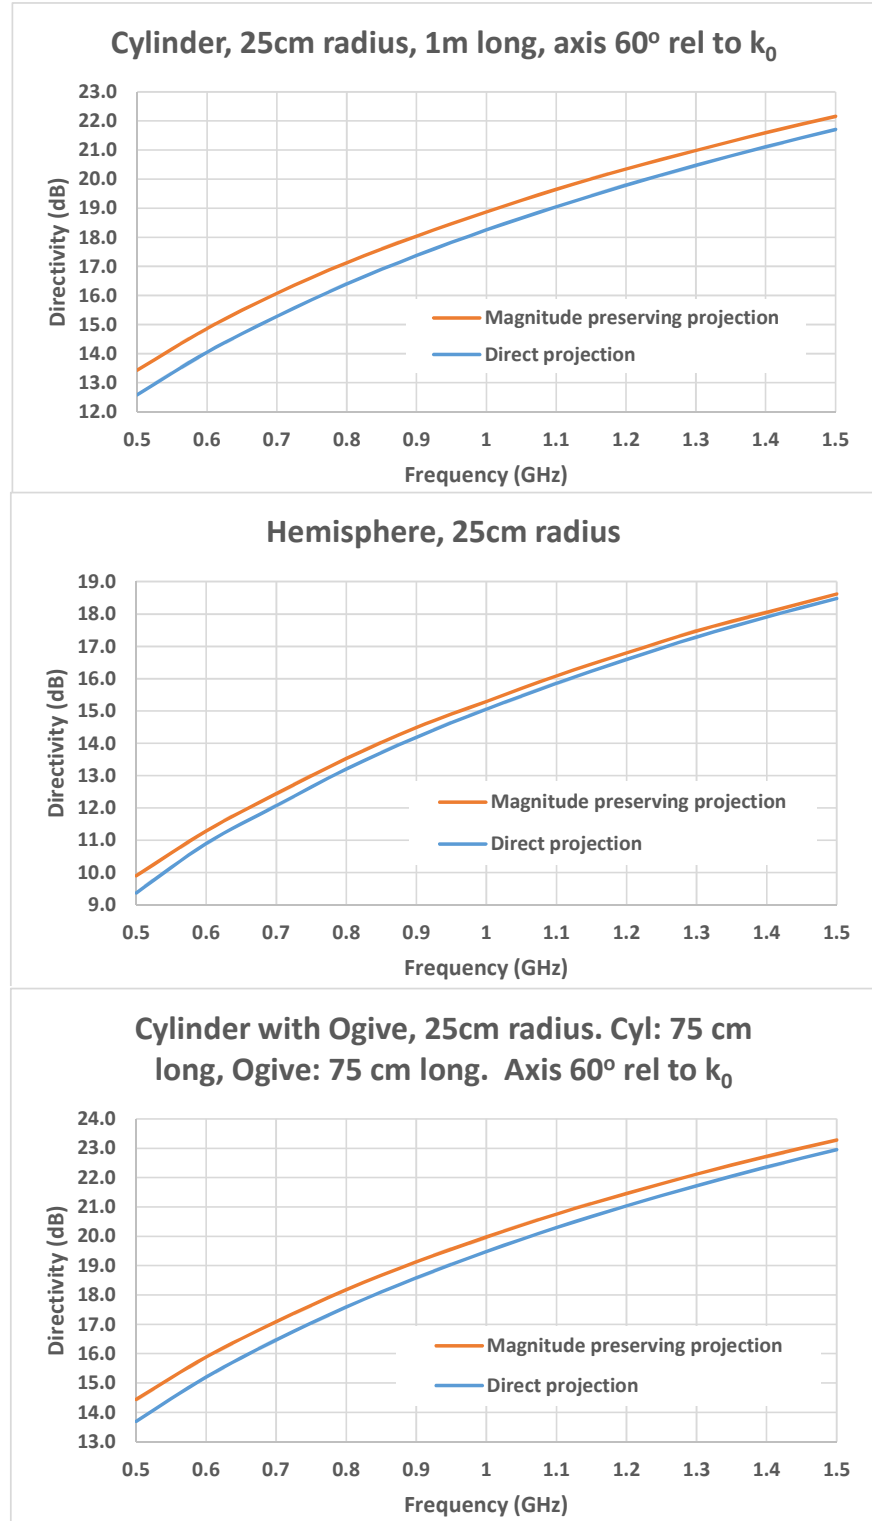 Cylinder, 25cm radius, 1m long, axis 60° rel to k₀
23.0
22.0
21.0
20.0
19.0
18.0
17.0
16.0
15.0
14.0
13.0
12.0
Directivity (dB)
Magnitude preserving projection
Direct projection
0.5 0.6 0.7 0.8 0.9 1 1.1 1.2 1.3 1.4 1.5
Frequency (GHz)
Hemisphere, 25cm radius
19.0
18.0
17.0
16.0
15.0
14.0
13.0
12.0
11.0
10.0
9.0
Directivity (dB)
Magnitude preserving projection
Direct projection
0.5 0.6 0.7 0.8 0.9 1 1.1 1.2 1.3 1.4 1.5
Frequency (GHz)
Cylinder with Ogive, 25cm radius. Cyl: 75 cm
long, Ogive: 75 cm long.  Axis 60° rel to k₀
24.0
23.0
22.0
21.0
20.0
19.0
18.0
17.0
16.0
15.0
14.0
13.0
Directivity (dB)
Magnitude preserving projection
Direct projection
0.5 0.6 0.7 0.8 0.9 1 1.1 1.2 1.3 1.4 1.5
Frequency (GHz)